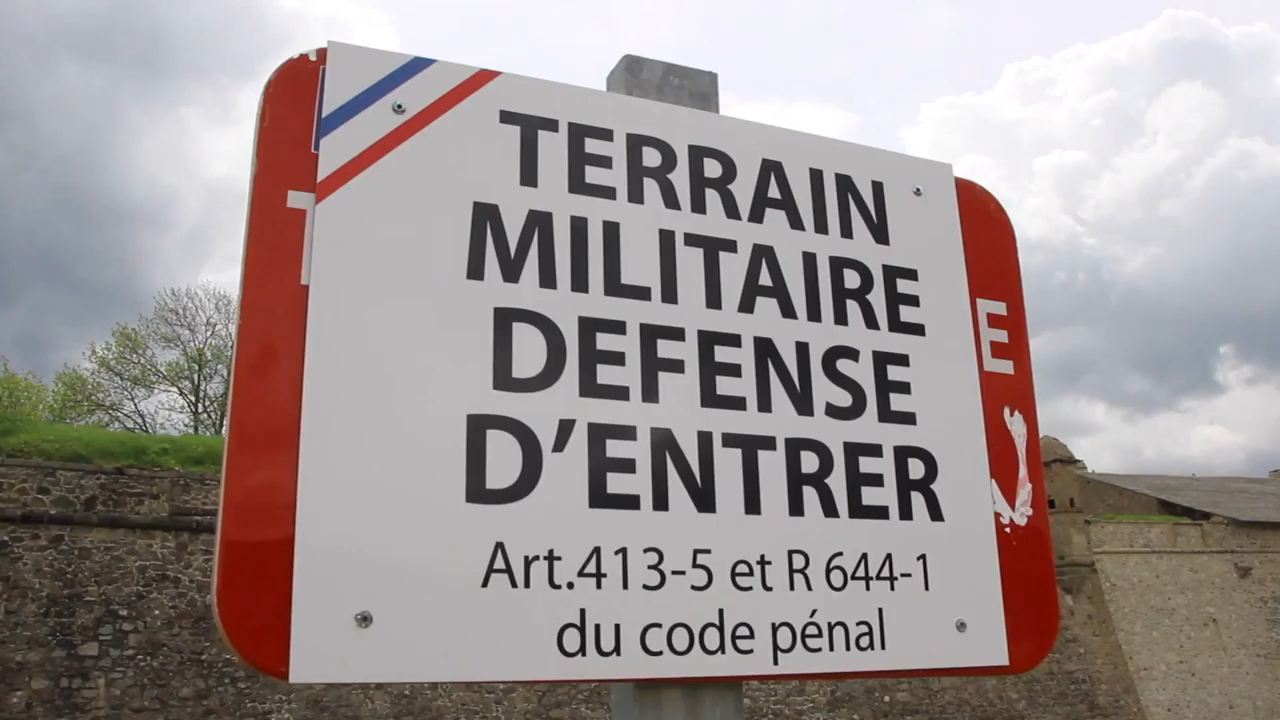 TERRAIN
MILITAIRE
DEFENSE
D'ENTRER
Art.413-5 et R 644-1
du code pénal
T
E